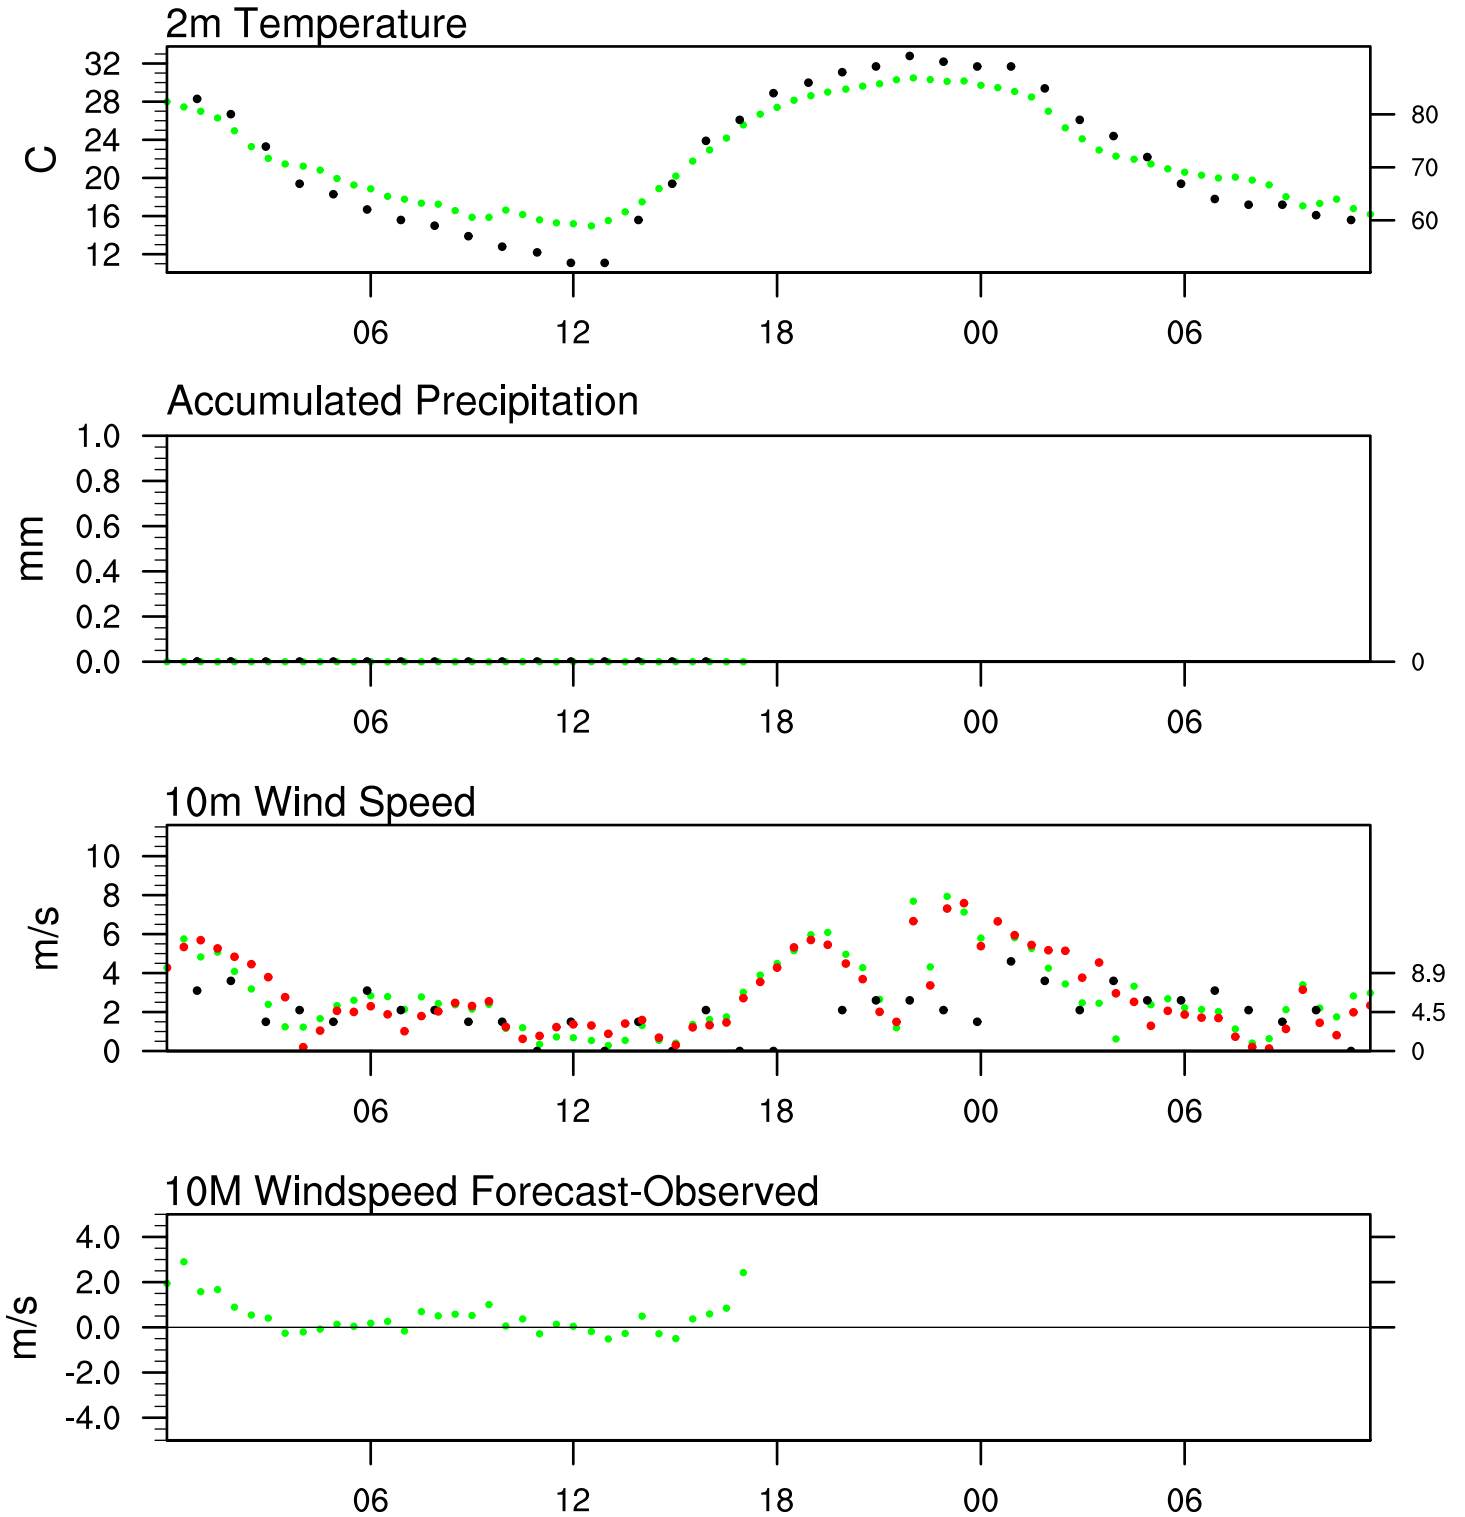 2m Temperature
C
32
28
24
20
16
12
80
70
60
06 12 18 00 06
Accumulated Precipitation
mm
1.0
0.8
0.6
0.4
0.2
0.0
0
06 12 18 00 06
10m Wind Speed
m/s
10
8
6
4
2
0
8.9
4.5
0
06 12 18 00 06
10M Windspeed Forecast-Observed
m/s
4.0
2.0
0.0
-2.0
-4.0
06 12 18 00 06